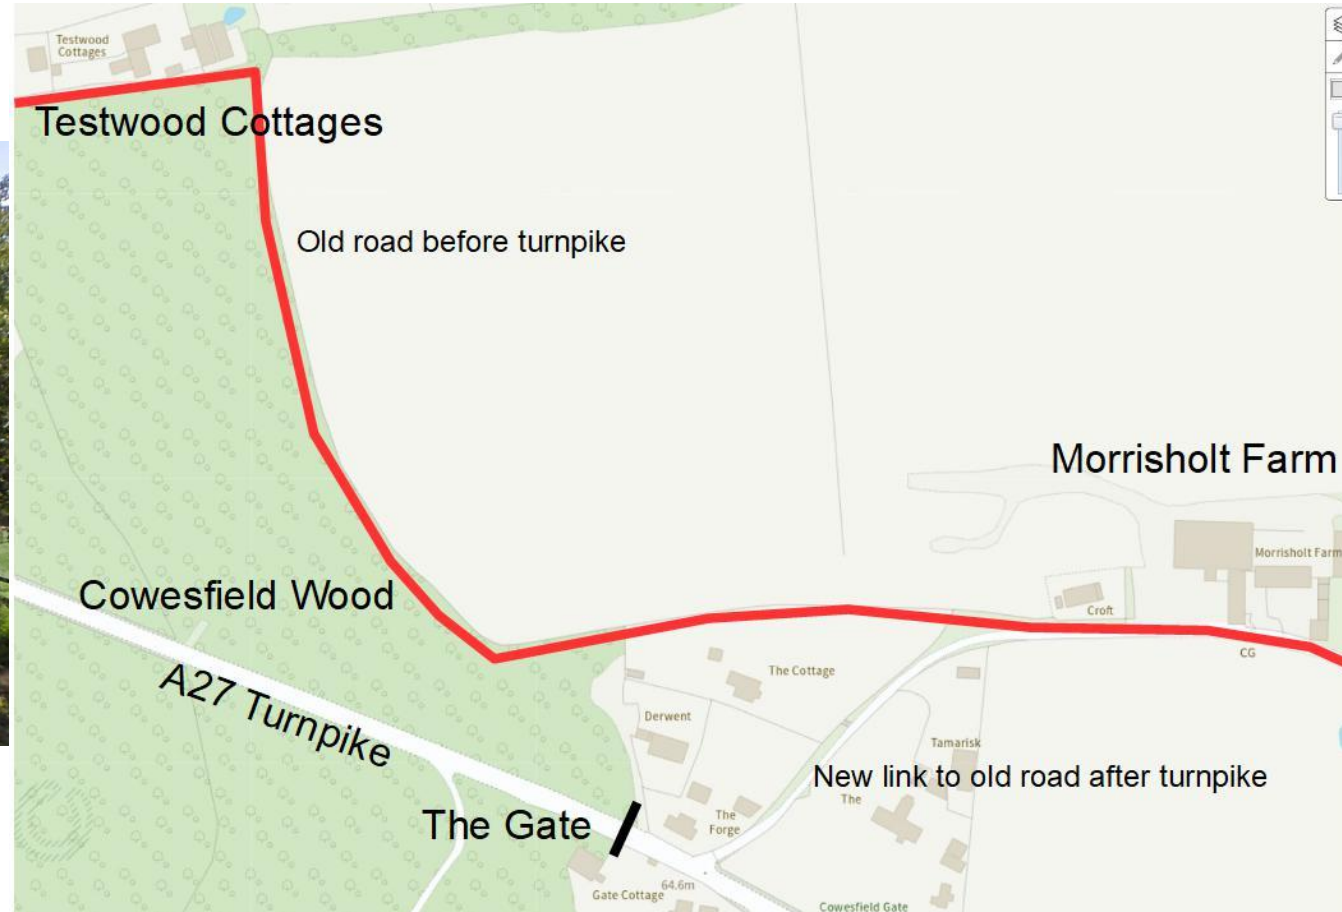 Testwood
Cottages
Testwood Cottages
Old road before turnpike
Morrisholt Farm
Morrisholt Farm
Croft
CG
Cowesfield Wood
The Cottage
A27 Turnpike
Derwent
Tamarisk
New link to old road after turnpike
The
The Gate
The
Forge
Gate Cottage
64.6m
Cowesfield Gate